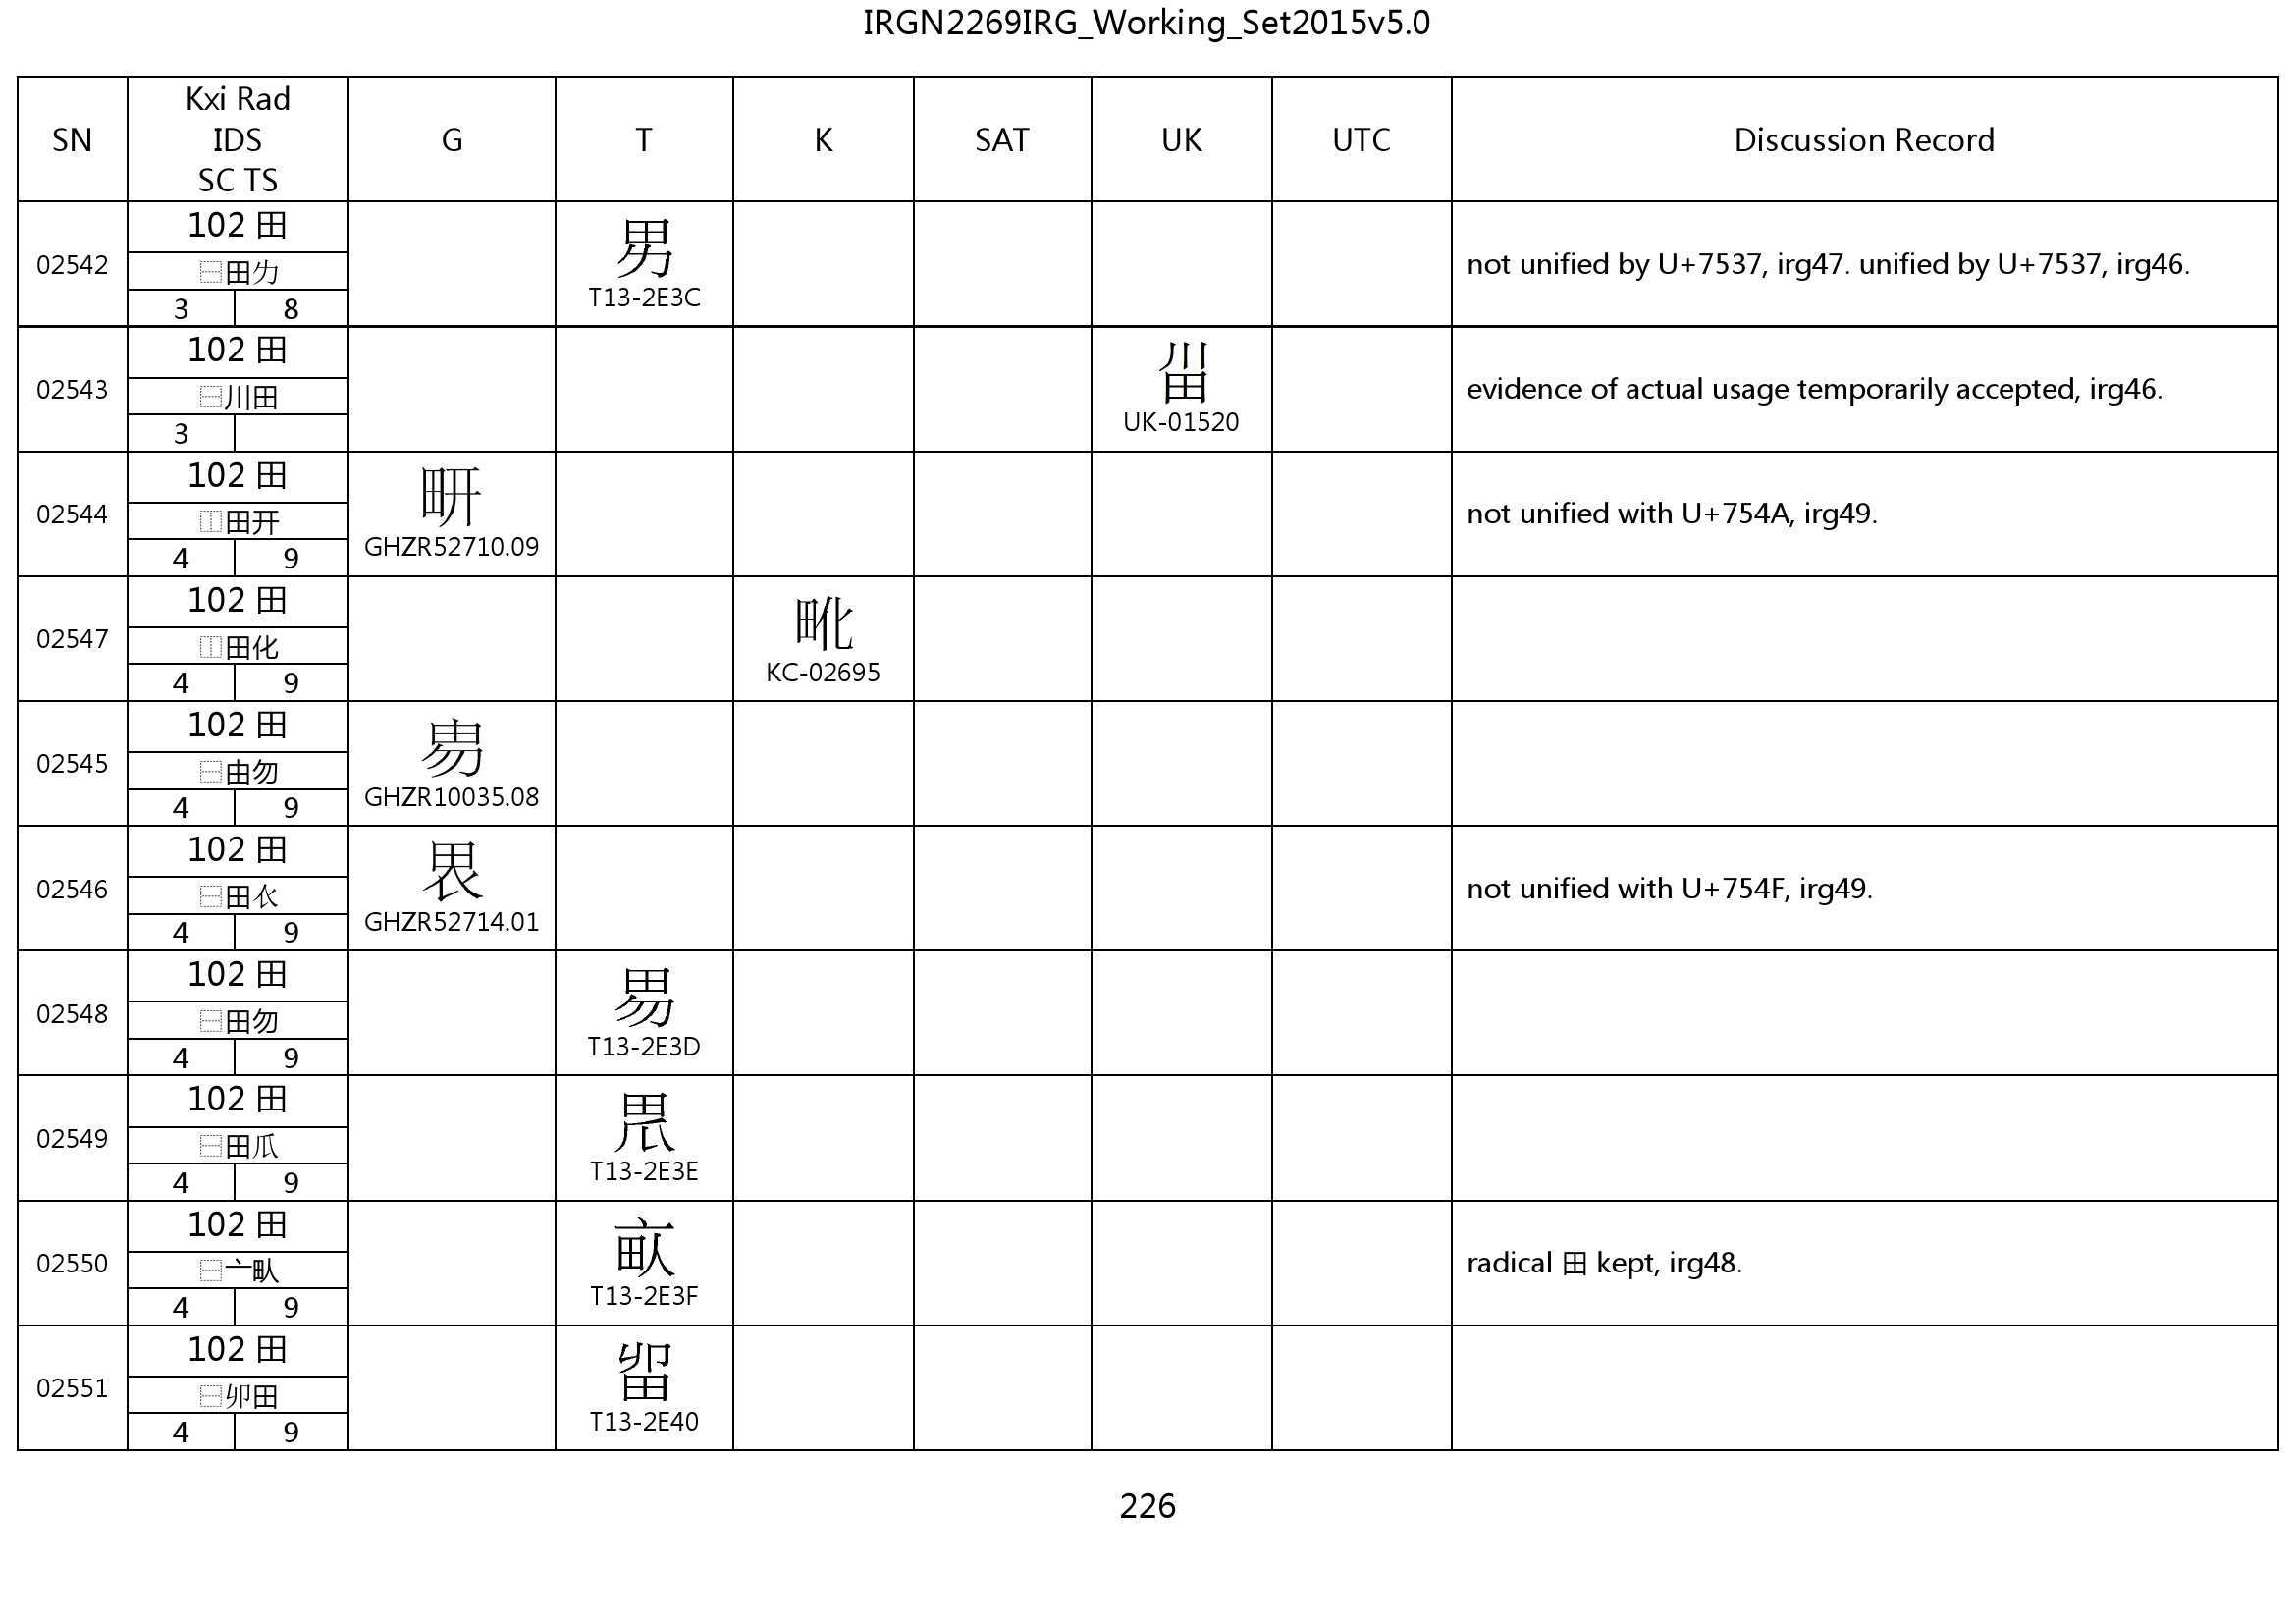 IRGN2269IRG_Working_Set2015v5.0
SN
Kxi Rad
IDS
SC TS
G
T
K
SAT
UK
UTC
Discussion Record
02542
102 田
⿱田力
3 8
T13-2E3C
not unified by U+7537, irg47. unified by U+7537, irg46.
02543
102 田
⿱川田
3
UK-01520
evidence of actual usage temporarily accepted, irg46.
02544
102 田
⿰田开
4 9
GHZR52710.09
not unified with U+754A, irg49.
02547
102 田
⿰田化
4 9
KC-02695
02545
102 田
⿱由勿
4 9
GHZR10035.08
02546
102 田
⿱田
4 9
GHZR52714.01
not unified with U+754F, irg49.
02548
102 田
⿱田勿
4 9
T13-2E3D
02549
102 田
⿱田爪
4 9
T13-2E3E
02550
102 田
⿱亠畂
4 9
T13-2E3F
radical 田 kept, irg48.
02551
102 田
⿱卯田
4 9
T13-2E40
226